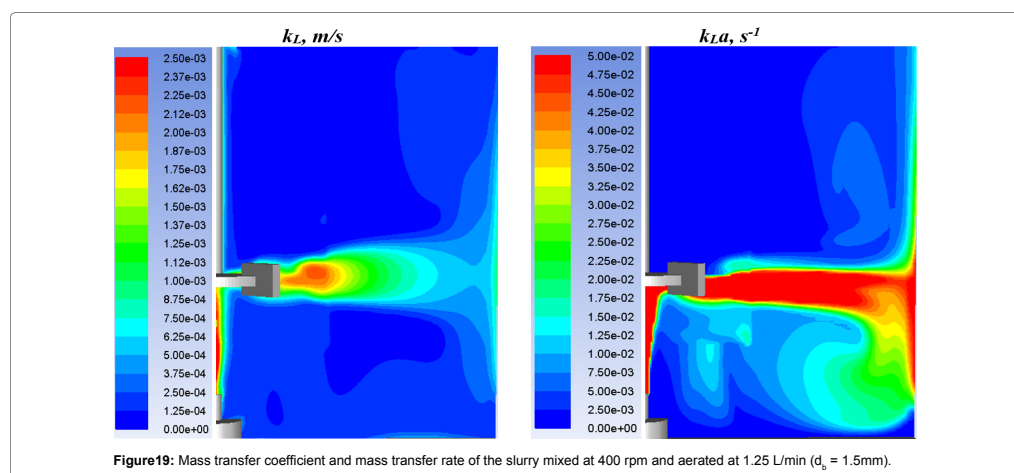 k_L, m/s
2.50e-03
2.37e-03
2.25e-03
2.12e-03
2.00e-03
1.87e-03
1.75e-03
1.62e-03
1.50e-03
1.37e-03
1.25e-03
1.12e-03
1.00e-03
8.75e-04
7.50e-04
6.25e-04
5.00e-04
3.75e-04
2.50e-04
1.25e-04
0.00e+00
k_La, s⁻¹
5.00e-02
4.75e-02
4.50e-02
4.25e-02
4.00e-02
3.75e-02
3.50e-02
3.25e-02
3.00e-02
2.75e-02
2.50e-02
2.25e-02
2.00e-02
1.75e-02
1.50e-02
1.25e-02
1.00e-02
7.50e-03
5.00e-03
2.50e-03
0.00e+00
Figure19: Mass transfer coefficient and mass transfer rate of the slurry mixed at 400 rpm and aerated at 1.25 L/min (d_b = 1.5mm).